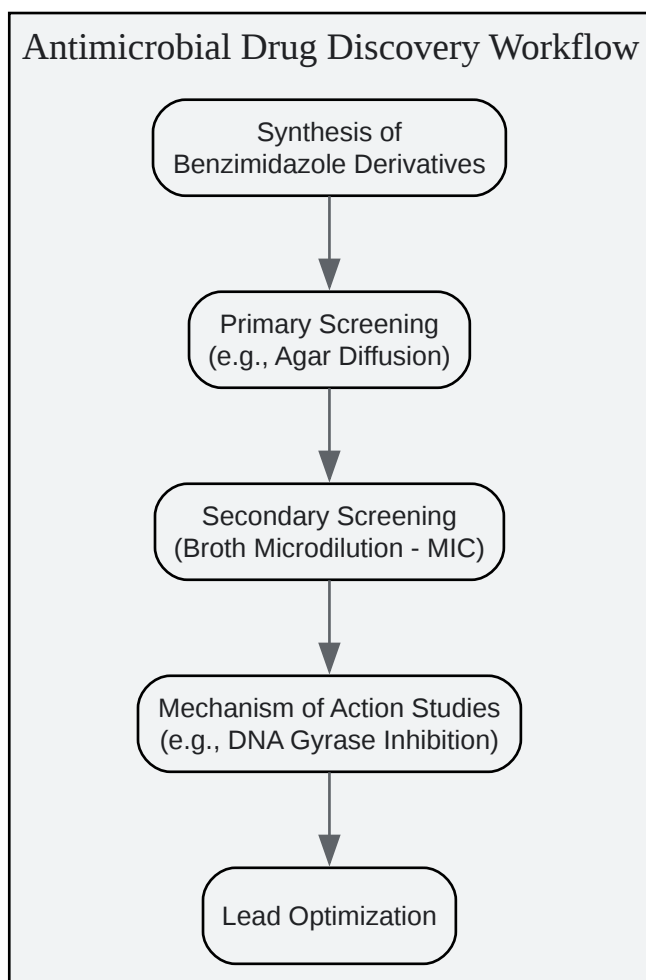 Antimicrobial Drug Discovery Workflow
Synthesis of
Benzimidazole Derivatives
Primary Screening
(e.g., Agar Diffusion)
Secondary Screening
(Broth Microdilution - MIC)
Mechanism of Action Studies
(e.g., DNA Gyrase Inhibition)
Lead Optimization